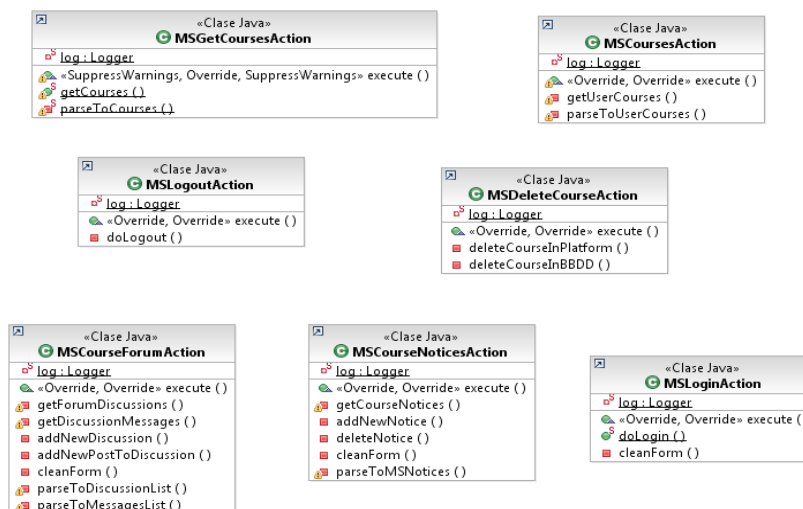 «Clase Java»
MSGetCoursesAction
log : Logger
«SuppressWarnings, Override, SuppressWarnings» execute ( )
getCourses ( )
parseToCourses ( )
«Clase Java»
MSCoursesAction
log : Logger
«Override, Override» execute ( )
getUserCourses ( )
parseToUserCourses ( )
«Clase Java»
MSLogoutAction
log : Logger
«Override, Override» execute ( )
doLogout ( )
«Clase Java»
MSDeleteCourseAction
log : Logger
«Override, Override» execute ( )
deleteCourseInPlatform ( )
deleteCourseInBBDD ( )
«Clase Java»
MSCourseForumAction
log : Logger
«Override, Override» execute ( )
getForumDiscussions ( )
getDiscussionMessages ( )
addNewDiscussion ( )
addNewPostToDiscussion ( )
cleanForm ( )
parseToDiscussionList ( )
parseToMessagesList ( )
«Clase Java»
MSCourseNoticesAction
log : Logger
«Override, Override» execute ( )
getCourseNotices ( )
addNewNotice ( )
deleteNotice ( )
cleanForm ( )
parseToMSNotices ( )
«Clase Java»
MSLoginAction
log : Logger
«Override, Override» execute (
doLogin ( )
cleanForm ( )